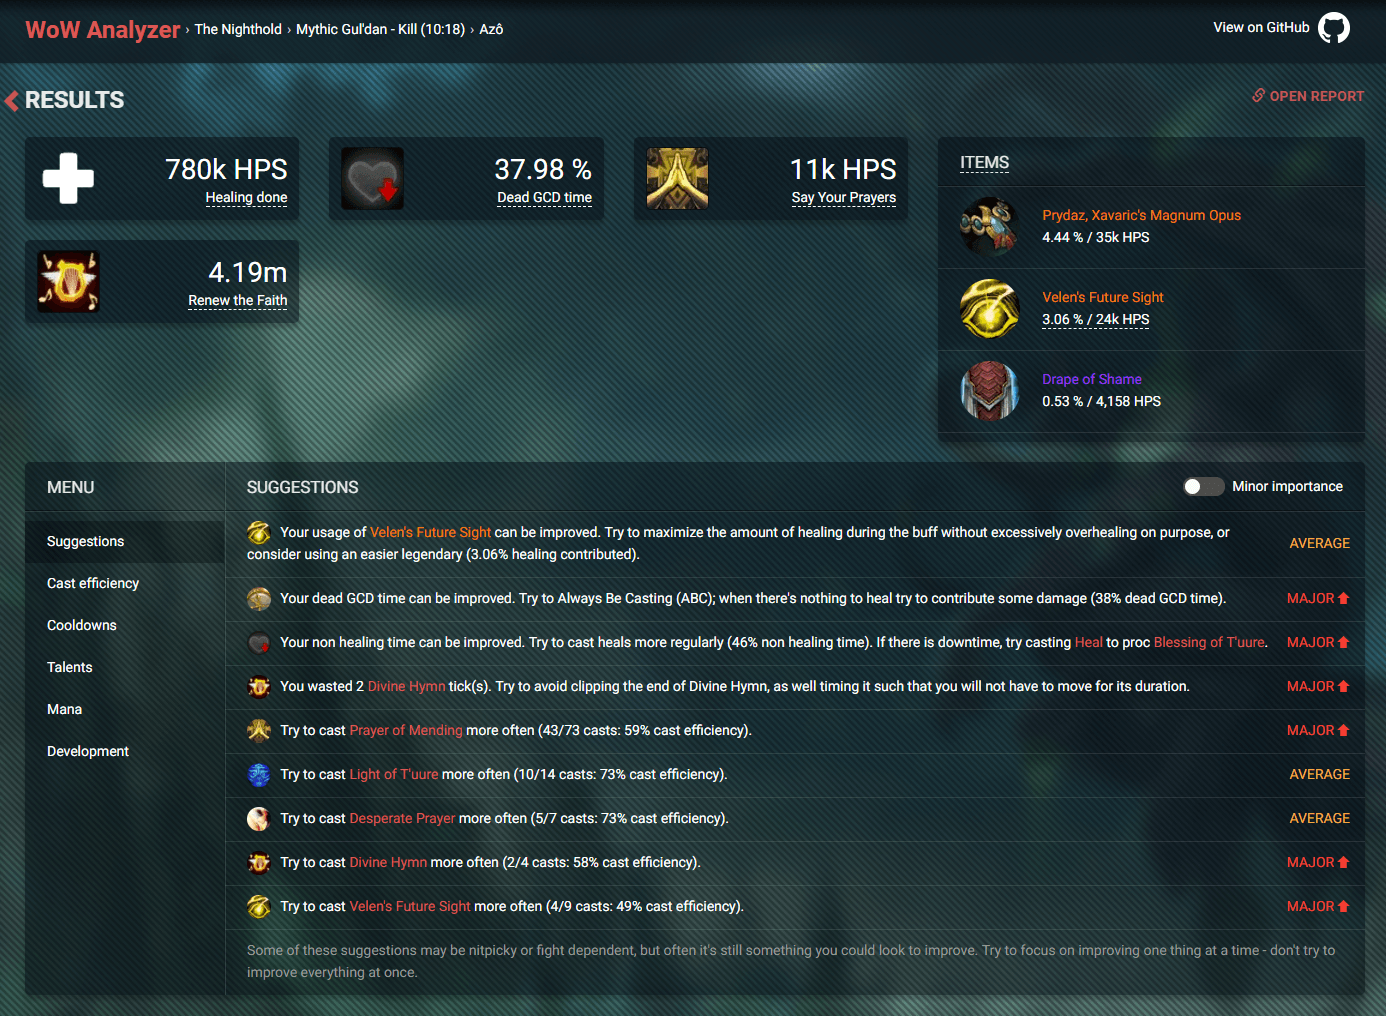 WoW Analyzer › The Nighthold › Mythic Gul'dan - Kill (10:18) › Azô
View on GitHub
RESULTS
OPEN REPORT
780k HPS
Healing done
37.98 %
Dead GCD time
11k HPS
Say Your Prayers
4.19m
Renew the Faith
ITEMS
Prydaz, Xavaric's Magnum Opus
4.44 % / 35k HPS
Velen's Future Sight
3.06 % / 24k HPS
Drape of Shame
0.53 % / 4,158 HPS
MENU
Suggestions
Cast efficiency
Cooldowns
Talents
Mana
Development
SUGGESTIONS
Minor importance
Your usage of Velen's Future Sight can be improved. Try to maximize the amount of healing during the buff without excessively overhealing on purpose, or
consider using an easier legendary (3.06% healing contributed).
AVERAGE
Your dead GCD time can be improved. Try to Always Be Casting (ABC); when there's nothing to heal try to contribute some damage (38% dead GCD time).
MAJOR
Your non healing time can be improved. Try to cast heals more regularly (46% non healing time). If there is downtime, try casting Heal to proc Blessing of T'uure.
MAJOR
You wasted 2 Divine Hymn tick(s). Try to avoid clipping the end of Divine Hymn, as well timing it such that you will not have to move for its duration.
MAJOR
Try to cast Prayer of Mending more often (43/73 casts: 59% cast efficiency).
MAJOR
Try to cast Light of T'uure more often (10/14 casts: 73% cast efficiency).
AVERAGE
Try to cast Desperate Prayer more often (5/7 casts: 73% cast efficiency).
AVERAGE
Try to cast Divine Hymn more often (2/4 casts: 58% cast efficiency).
MAJOR
Try to cast Velen's Future Sight more often (4/9 casts: 49% cast efficiency).
MAJOR
Some of these suggestions may be nitpicky or fight dependent, but often it's still something you could look to improve. Try to focus on improving one thing at a time - don't try to
improve everything at once.